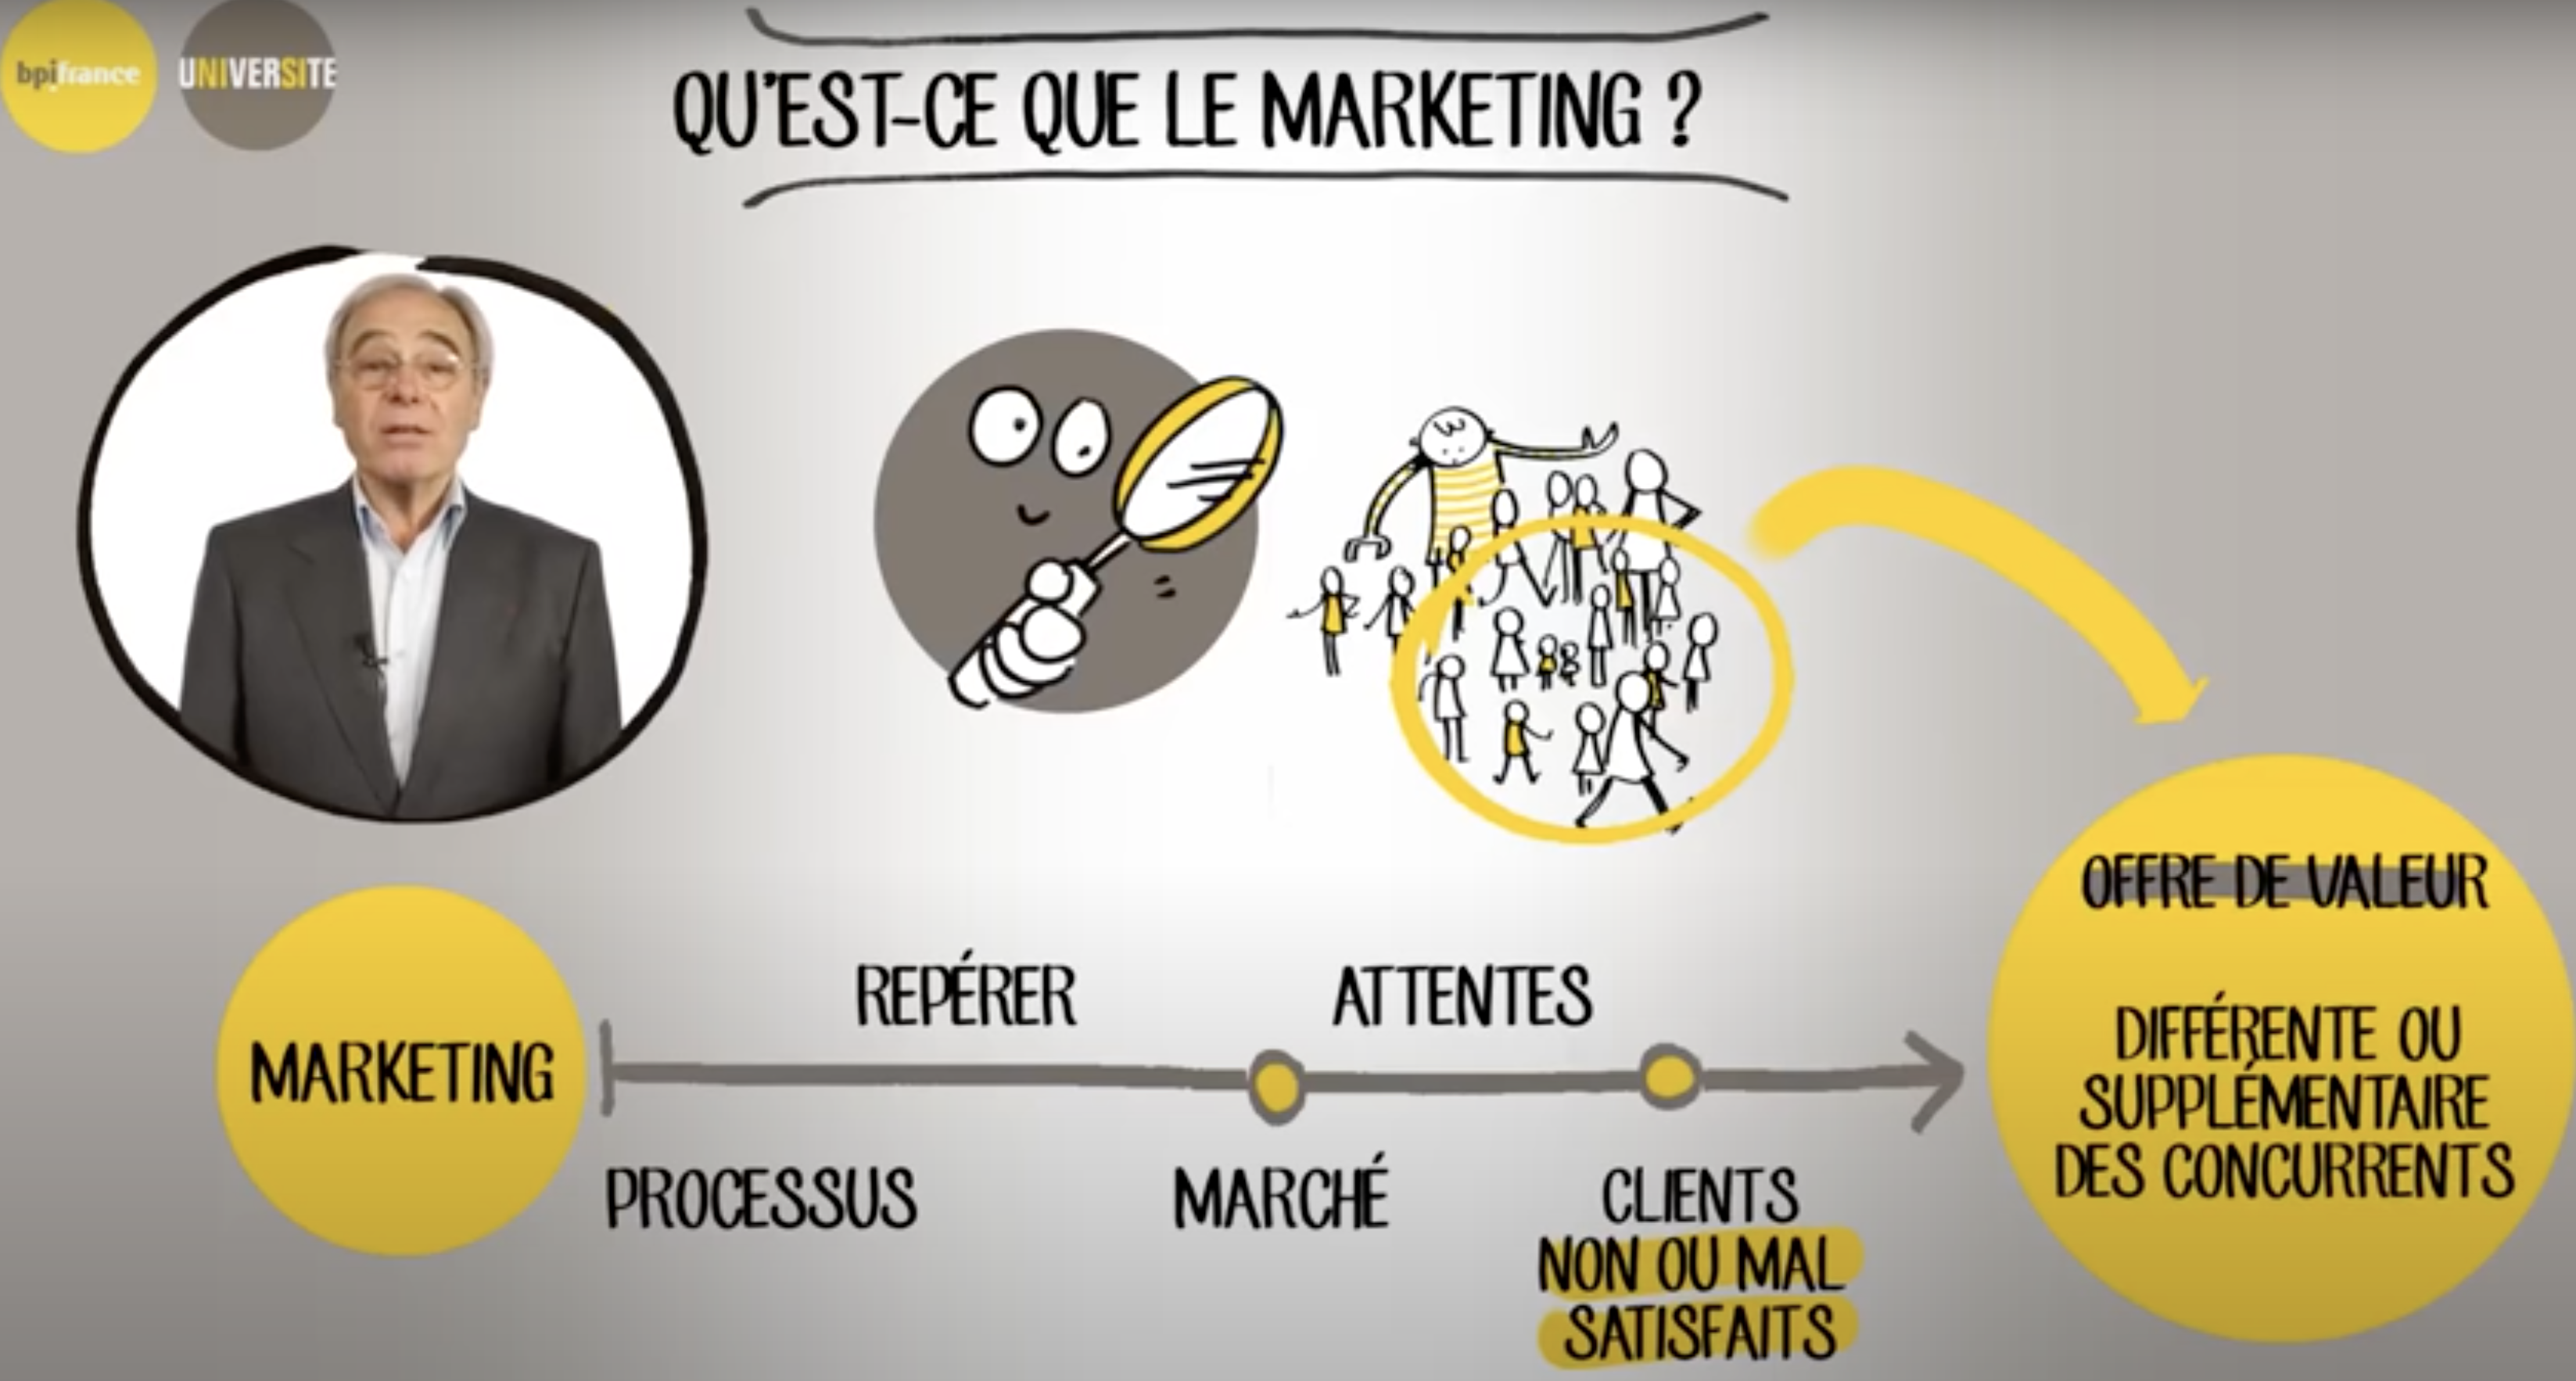 bpifrance
UNIVERSITE
QU'EST-CE QUE LE MARKETING ?
OFFRE DE VALEUR
DIFFÉRENTE OU
SUPPLÉMENTAIRE
DES CONCURRENTS
REPÉRER
ATTENTES
MARKETING
PROCESSUS
MARCHÉ
CLIENTS
NON OU MAL
SATISFAITS